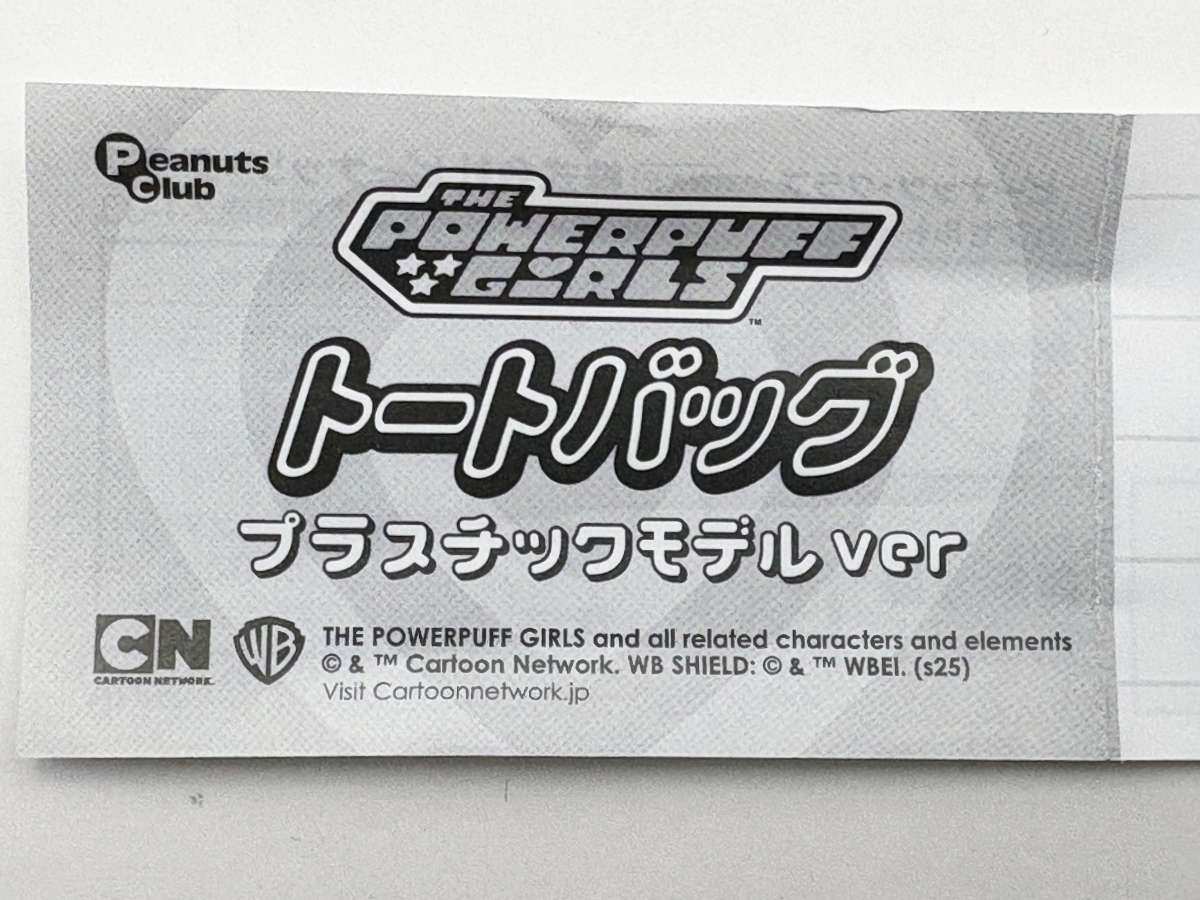 Peanuts
Club
THE
POWERPUFF
GIRLS
™
トートバッグ
プラスチックモデルver
CN
CARTOON NETWORK.
WB
THE POWERPUFF GIRLS and all related characters and elements
© & ™ Cartoon Network. WB SHIELD: © & ™ WBEI. (s25)
Visit Cartoonnetwork.jp